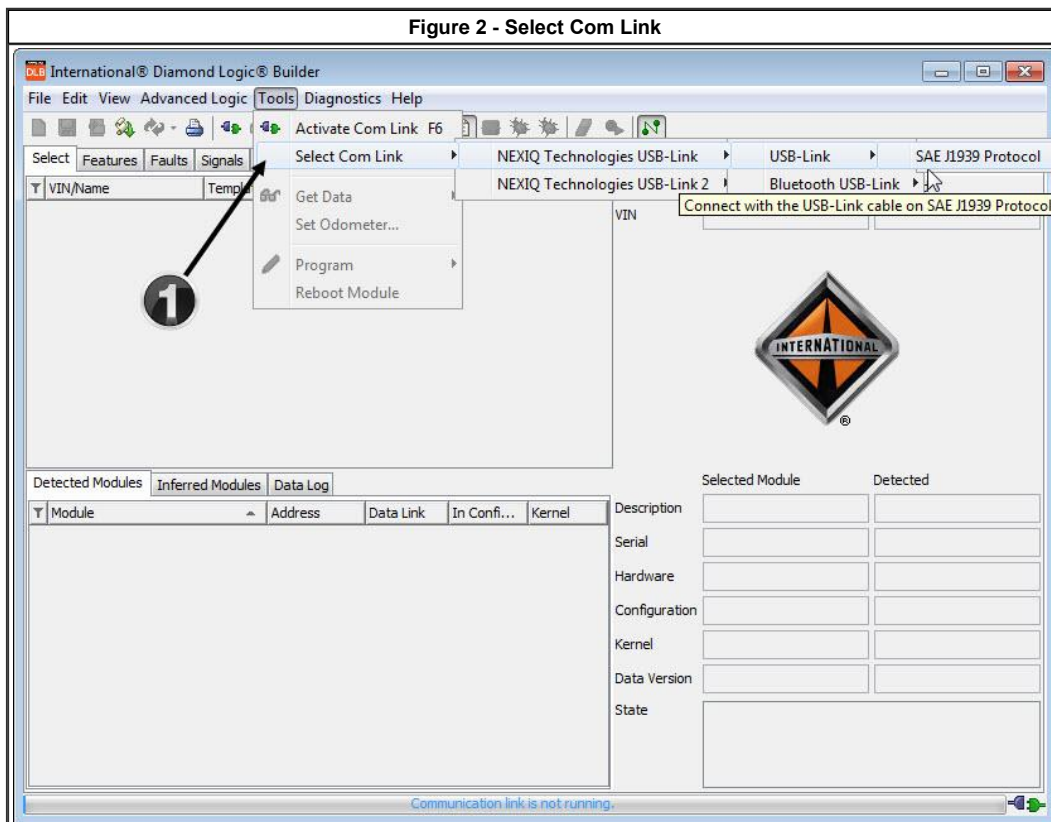 Figure 2 - Select Com Link
DLB International® Diamond Logic® Builder
File Edit View Advanced Logic Tools Diagnostics Help
Activate Com Link F6
Select Features Faults Signals
Select Com Link NEXIQ Technologies USB-Link USB-Link SAE J1939 Protocol
VIN/Name Templa
NEXIQ Technologies USB-Link 2 Bluetooth USB-Link
Get Data
Connect with the USB-Link cable on SAE J1939 Protocol
VIN
Set Odometer...
Program
Reboot Module
1
INTERNATIONAL
®
Detected Modules Inferred Modules Data Log
Selected Module Detected
Module Address Data Link In Confi... Kernel
Description
Serial
Hardware
Configuration
Kernel
Data Version
State
Communication link is not running.